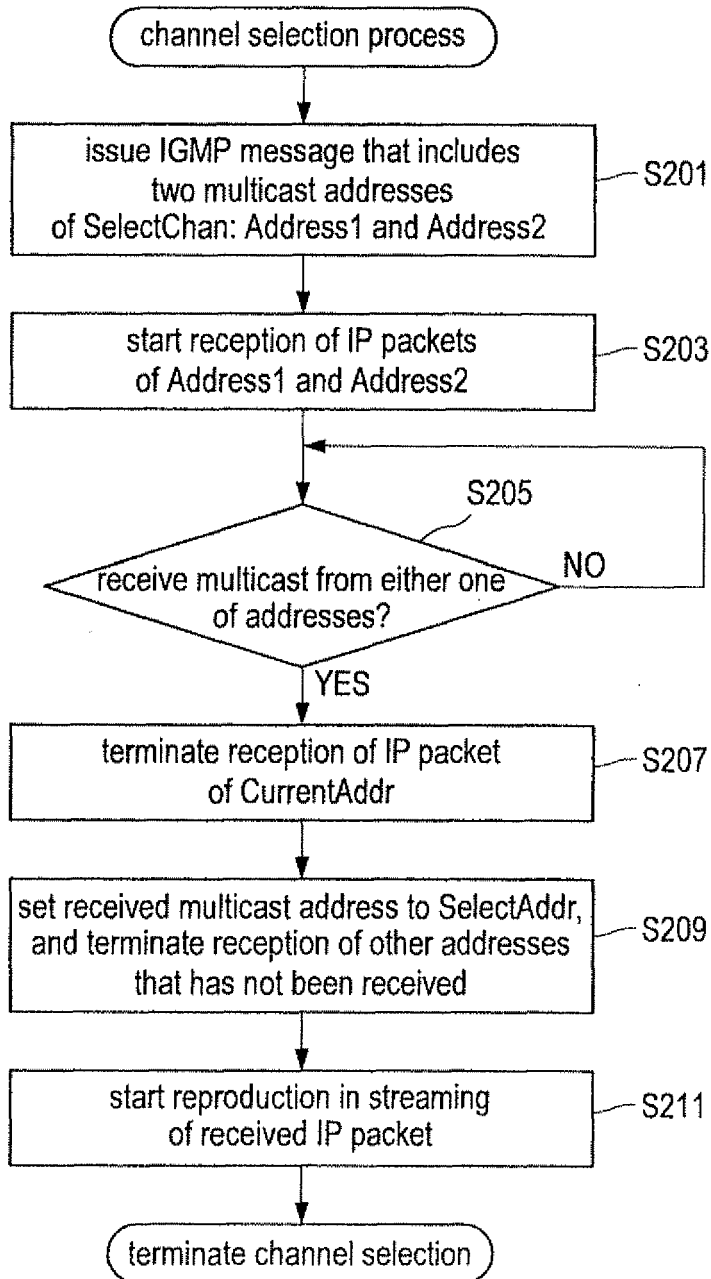 channel selection process
issue IGMP message that includes
two multicast addresses
of SelectChan: Address1 and Address2
S201
start reception of IP packets
of Address1 and Address2
S203
S205
receive multicast from either one
of addresses?
NO
YES
terminate reception of IP packet
of CurrentAddr
S207
set received multicast address to SelectAddr,
and terminate reception of other addresses
that has not been received
S209
start reproduction in streaming
of received IP packet
S211
terminate channel selection